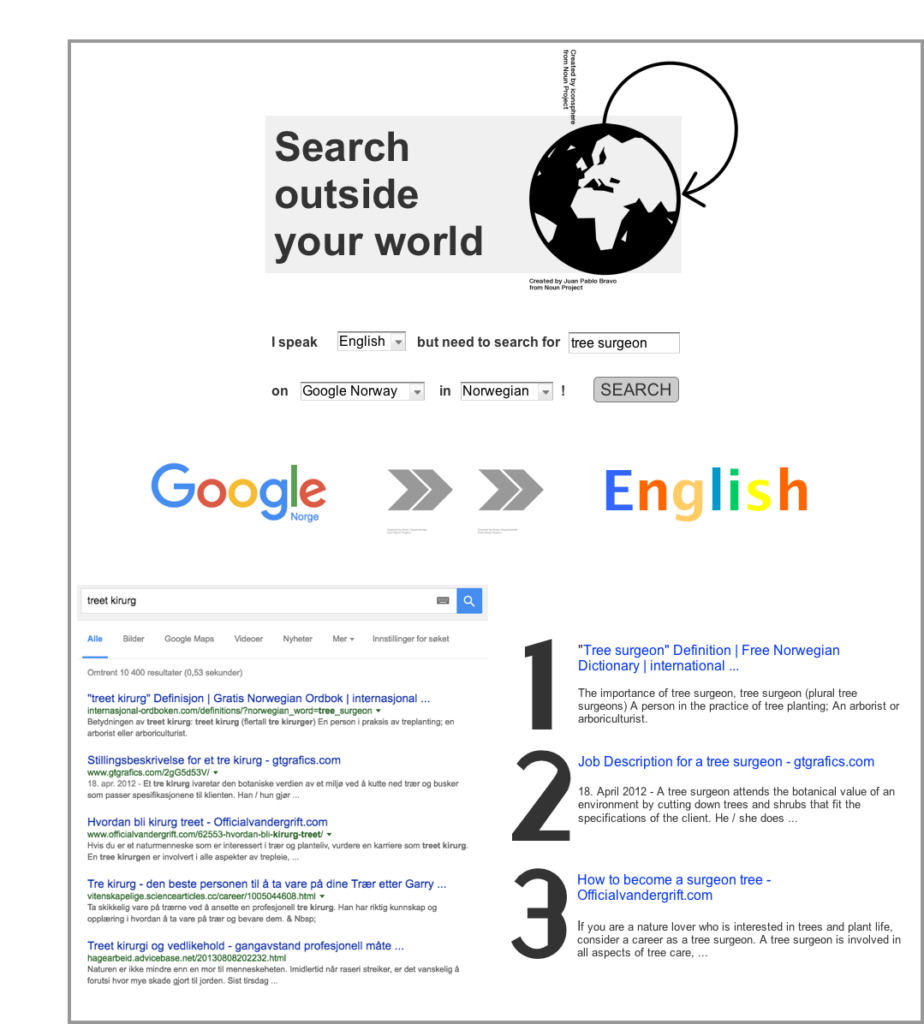 Created by iconsphere
from Noun Project
Search
outside
your world
Created by Juan Pablo Bravo
from Noun Project
I speak English but need to search for tree surgeon
on Google Norway in Norwegian ! SEARCH
Google
Norge
English
treet kirurg
Alle Bilder Google Maps Videoer Nyheter Mer Innstillinger for søket
Omtrent 10 400 resultater (0,53 sekunder)
"treet kirurg" Definisjon | Gratis Norwegian Ordbok | internasjonal ...
internasjonal-ordboken.com/definitions/?norwegian_word=tree_surgeon
Betydningen av treet kirurg: treet kirurg (flertall tre kirurger) En person i praksis av treplanting; en
arborist eller arboriculturist.
Stillingsbeskrivelse for et tre kirurg - gtgrafics.com
www.gtgrafics.com/2gG5d53V/
18. apr. 2012 - Et tre kirurg ivaretar den botaniske verdien av et miljø ved å kutte ned trær og busker
som passer spesifikasjonene til klienten. Han / hun gjør ...
Hvordan bli kirurg treet - Officialvandergrift.com
www.officialvandergrift.com/62553-hvordan-bli-kirurg-treet/
Hvis du er et naturmenneske som er interessert i trær og planteliv, vurdere en karriere som treet kirurg.
En tree kirurgen er involvert i alle aspekter av trepleie, ...
Tre kirurg - den beste personen til å ta vare på dine Trær etter Garry ...
vitenskapelige.sciencearticles.cc/career/1005044608.html
Ta skikkelig vare på trærne ved å ansette en profesjonell tre kirurg. Han har riktig kunnskap og
opplæring i hvordan å ta vare på trær og bevare dem. & Nbsp;
Treet kirurgi og vedlikehold - gangavstand profesjonell måte ...
hagearbeid.advicebase.net/20130808202232.html
Naturen er ikke mindre enn en mor til menneskeheten. Imidlertid når raseri streiker, er det vanskelig å
forutsi hvor mye skade gjort til jorden. Sist tirsdag ...
1
"Tree surgeon" Definition | Free Norwegian
Dictionary | international ...
The importance of tree surgeon, tree surgeon (plural tree
surgeons) A person in the practice of tree planting; An arborist or
arboriculturist.
2
Job Description for a tree surgeon - gtgrafics.com
18. April 2012 - A tree surgeon attends the botanical value of an
environment by cutting down trees and shrubs that fit the
specifications of the client. He / she does ...
3
How to become a surgeon tree -
Officialvandergrift.com
If you are a nature lover who is interested in trees and plant life,
consider a career as a tree surgeon. A tree surgeon is involved in
all aspects of tree care, ...